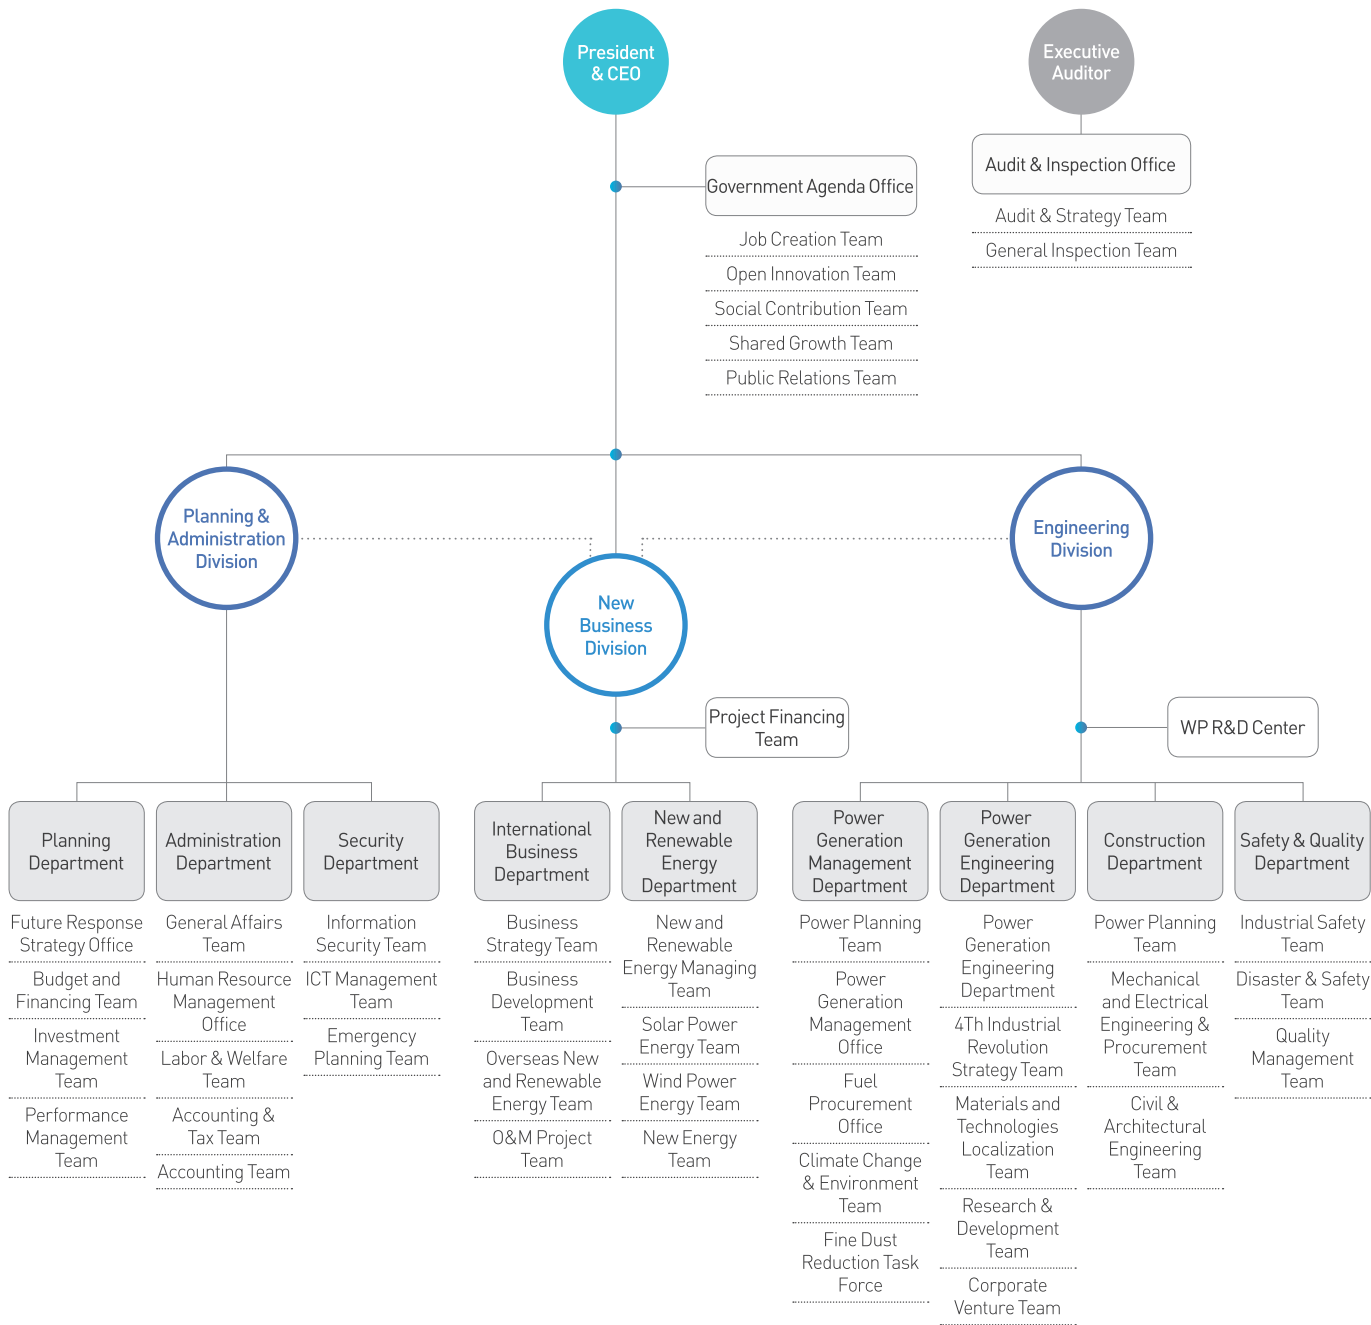 President
& CEO
Executive
Auditor
Government Agenda Office
Job Creation Team
Open Innovation Team
Social Contribution Team
Shared Growth Team
Public Relations Team
Audit & Inspection Office
Audit & Strategy Team
General Inspection Team
Planning &
Administration
Division
New
Business
Division
Engineering
Division
Project Financing
Team
WP R&D Center
Planning
Department
Future Response
Strategy Office
Budget and
Financing Team
Investment
Management
Team
Performance
Management
Team
Administration
Department
General Affairs
Team
Human Resource
Management
Office
Labor & Welfare
Team
Accounting &
Tax Team
Accounting Team
Security
Department
Information
Security Team
ICT Management
Team
Emergency
Planning Team
International
Business
Department
Business
Strategy Team
Business
Development
Team
Overseas New
and Renewable
Energy Team
O&M Project
Team
New and
Renewable
Energy
Department
New and
Renewable
Energy Managing
Team
Solar Power
Energy Team
Wind Power
Energy Team
New Energy
Team
Power
Generation
Management
Department
Power Planning
Team
Power
Generation
Management
Office
Fuel
Procurement
Office
Climate Change
& Environment
Team
Fine Dust
Reduction Task
Force
Power
Generation
Engineering
Department
Power
Generation
Engineering
Department
4Th Industrial
Revolution
Strategy Team
Materials and
Technologies
Localization
Team
Research &
Development
Team
Corporate
Venture Team
Construction
Department
Power Planning
Team
Mechanical
and Electrical
Engineering &
Procurement
Team
Civil &
Architectural
Engineering
Team
Safety & Quality
Department
Industrial Safety
Team
Disaster & Safety
Team
Quality
Management
Team